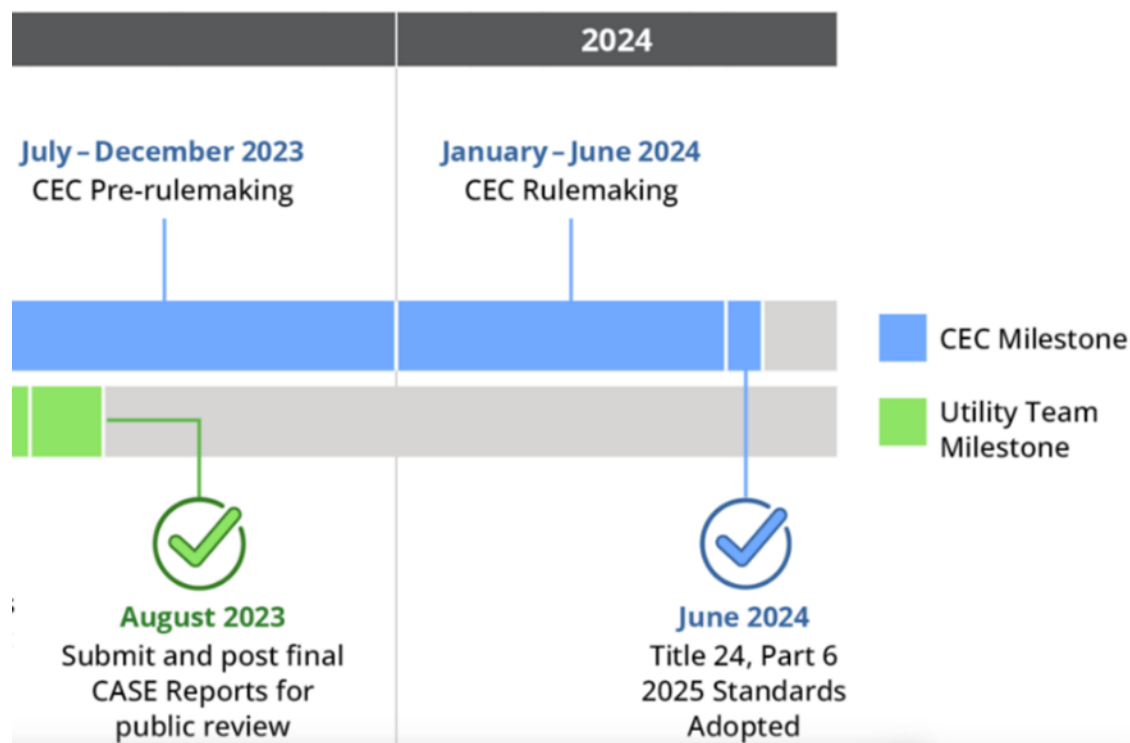 2024
July – December 2023
CEC Pre-rulemaking
January – June 2024
CEC Rulemaking
CEC Milestone
Utility Team
Milestone
August 2023
Submit and post final
CASE Reports for
public review
June 2024
Title 24, Part 6
2025 Standards
Adopted